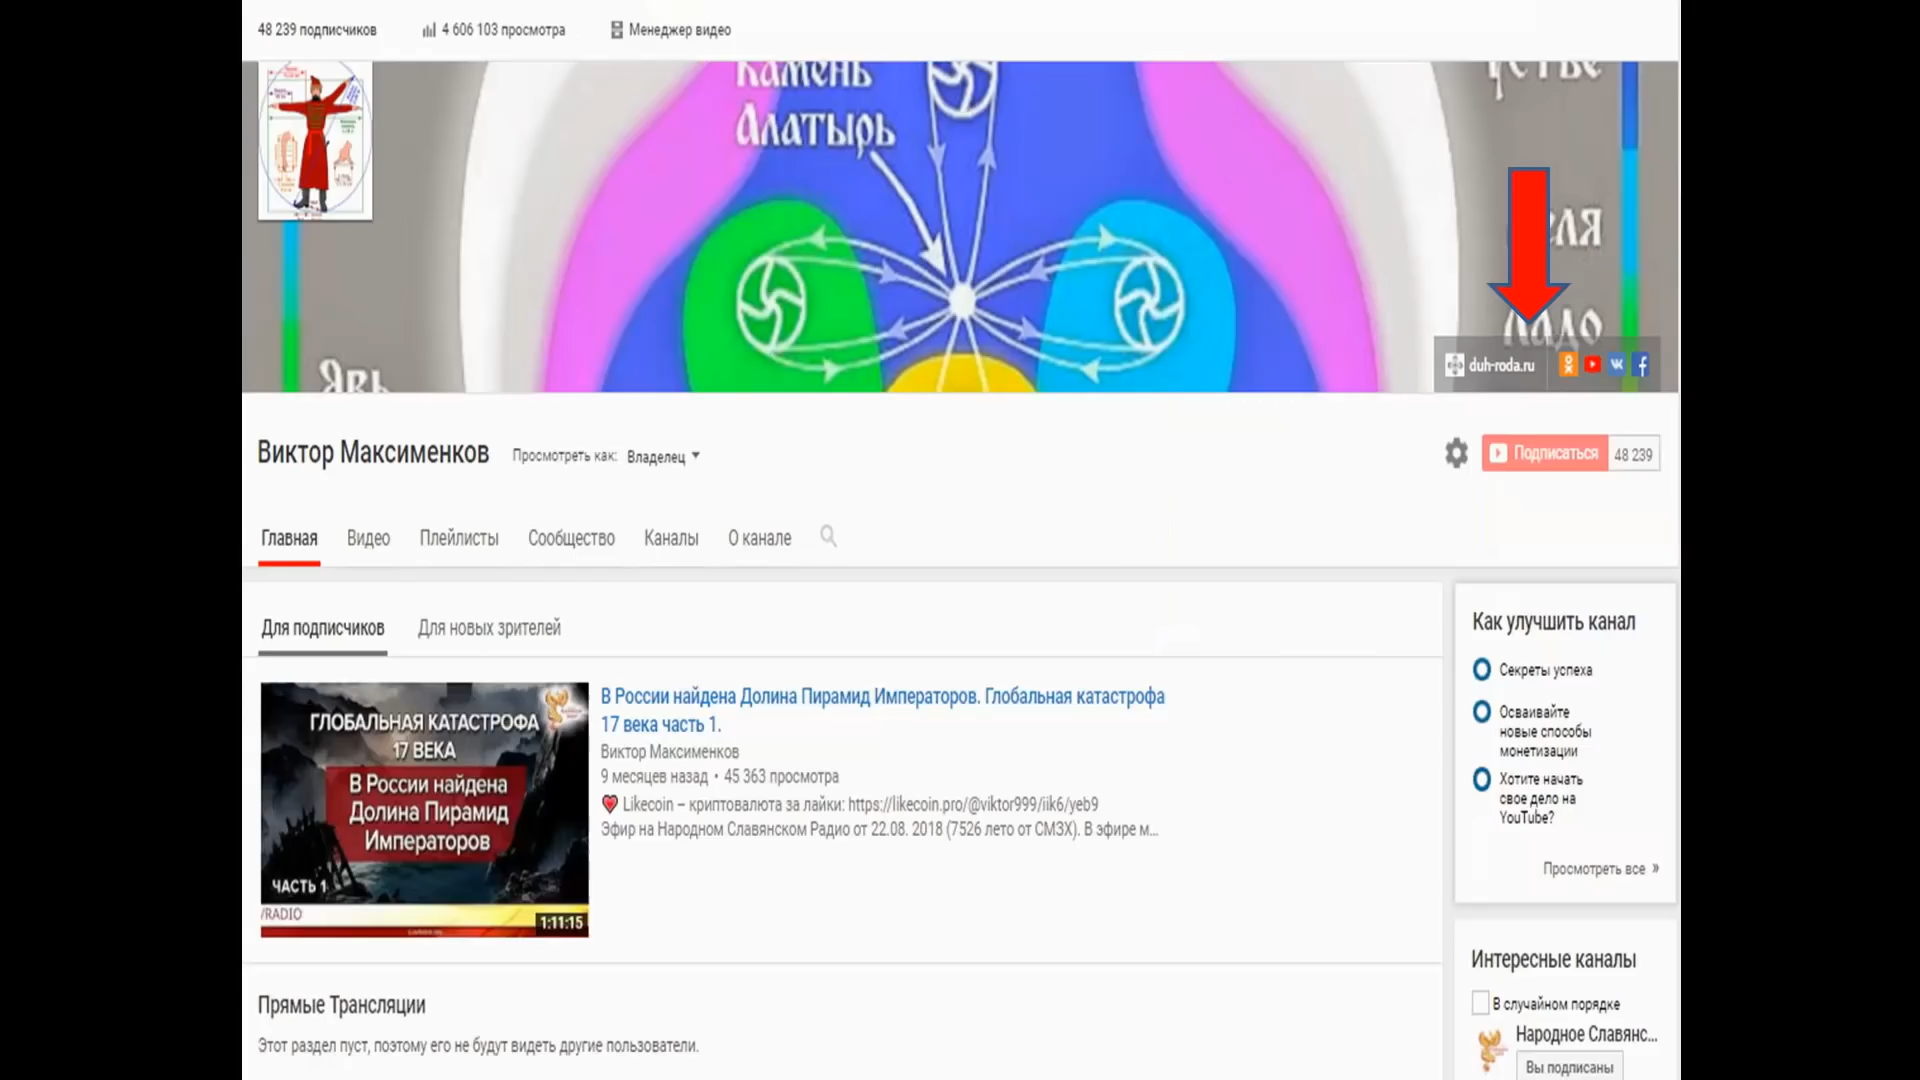 48 239 подписчиков
4 606 103 просмотра
Менеджер видео
Камень
Алатырь
Явь
duh-roda.ru
Виктор Максименков
Просмотреть как: Владелец
Подписаться 48 239
Главная
Видео
Плейлисты
Сообщество
Каналы
О канале
Для подписчиков
Для новых зрителей
ГЛОБАЛЬНАЯ КАТАСТРОФА
17 ВЕКА
В России найдена
Долина Пирамид
Императоров
ЧАСТЬ 1
/RADIO
1:11:15
В России найдена Долина Пирамид Императоров. Глобальная катастрофа
17 века часть 1.
Виктор Максименков
9 месяцев назад • 45 363 просмотра
Likecoin – криптовалюта за лайки: https://likecoin.pro/@viktor999/iik6/yeb9
Эфир на Народном Славянском Радио от 22.08. 2018 (7526 лето от СМЗХ). В эфире м...
Прямые Трансляции
Этот раздел пуст, поэтому его не будут видеть другие пользователи.
Как улучшить канал
Секреты успеха
Осваивайте
новые способы
монетизации
Хотите начать
свое дело на
YouTube?
Просмотреть все »
Интересные каналы
В случайном порядке
Народное Славянс...
Вы подписаны